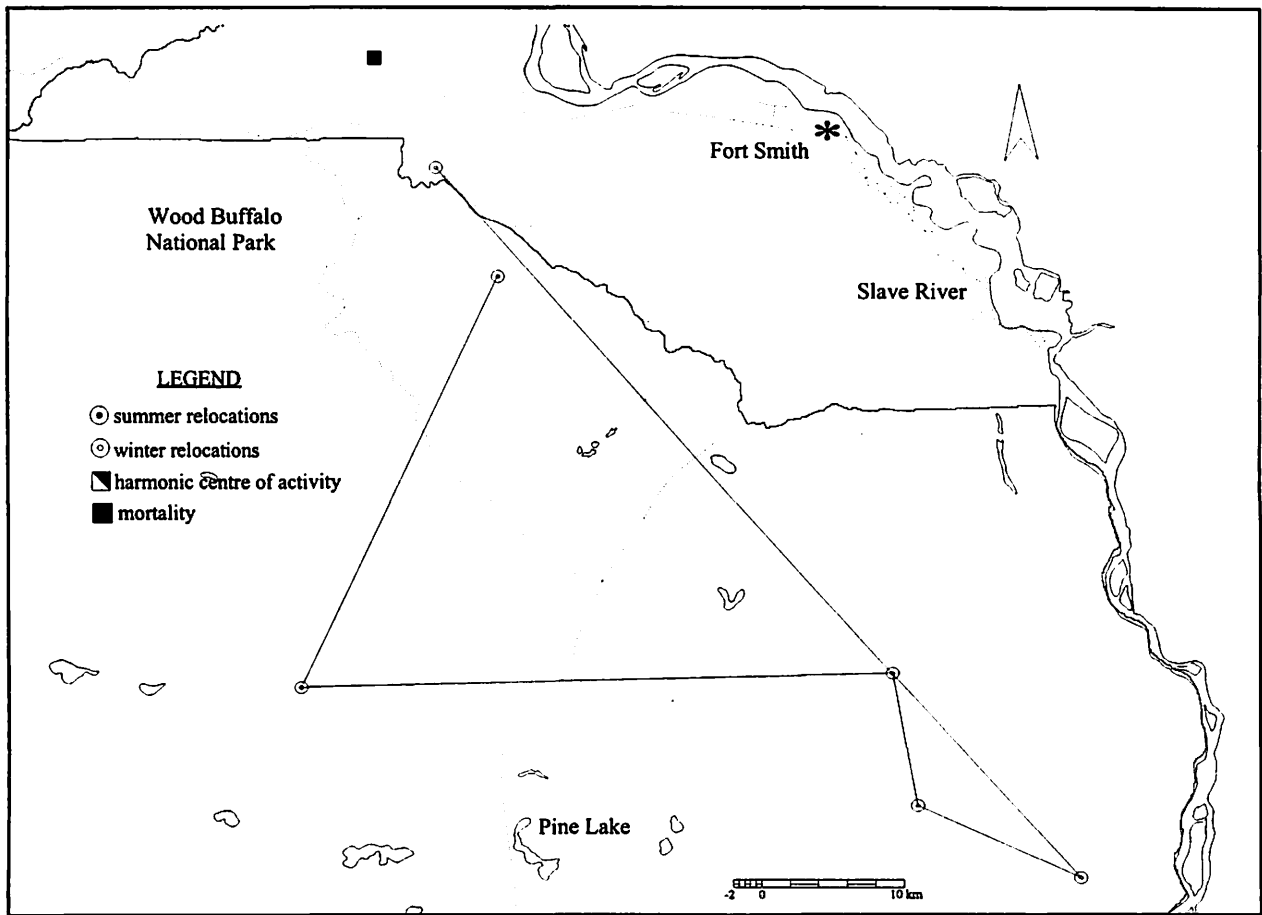 Fort Smith
Wood Buffalo
National Park
Slave River
LEGEND
summer relocations
winter relocations
harmonic centre of activity
mortality
Pine Lake
-2 0 10 km